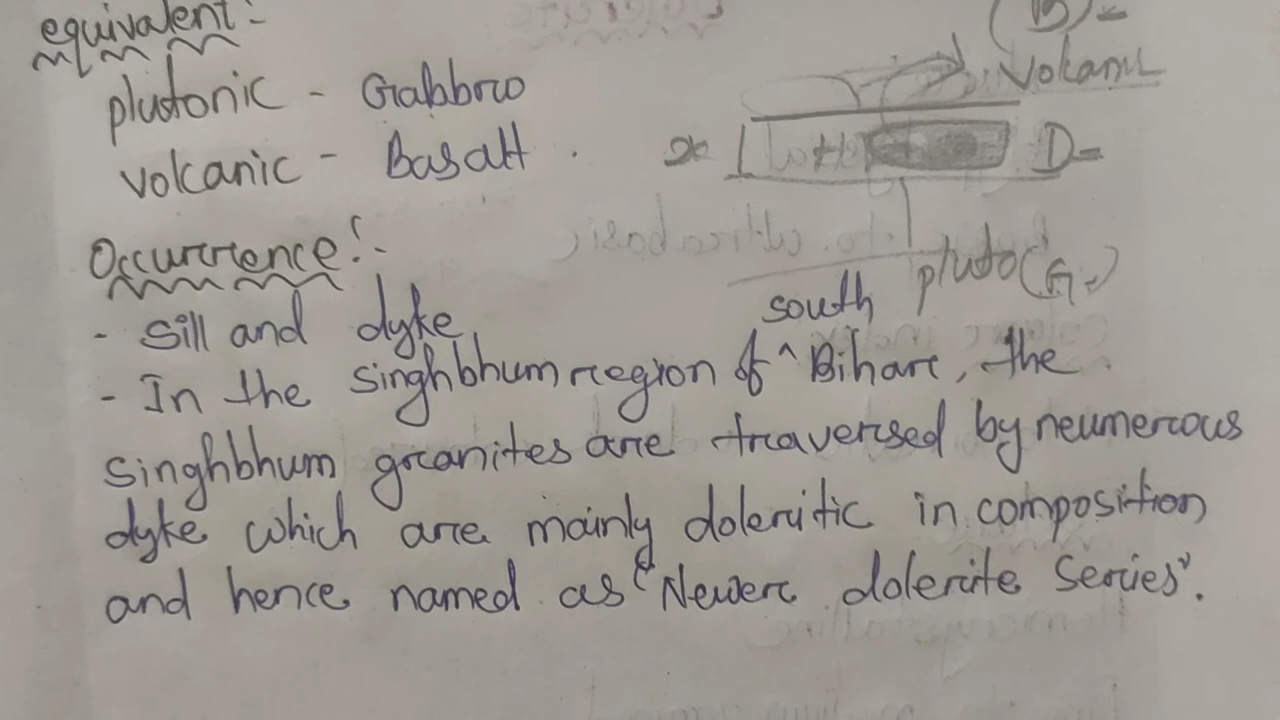 equivalent:-
plutonic - Gabbro
volcanic - Basalt.
(B)-
Volcanic
D-
pluto(G-)
Occurrence:-
- Sill and dyke
- In the singhbhum region of ^ south Bihar, the
singhbhum granites are traversed by neumerous
dyke which are mainly doleritic in composition
and hence named as "Newer dolerite Series".